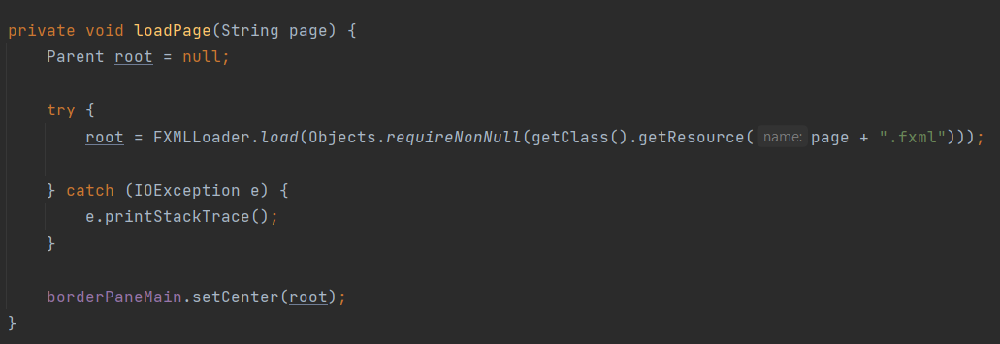 private void loadPage(String page) {
Parent root = null;
try {
root = FXMLLoader.load(Objects.requireNonNull(getClass().getResource( name: page + ".fxml")));
} catch (IOException e) {
e.printStackTrace();
}
borderPaneMain.setCenter(root);
}